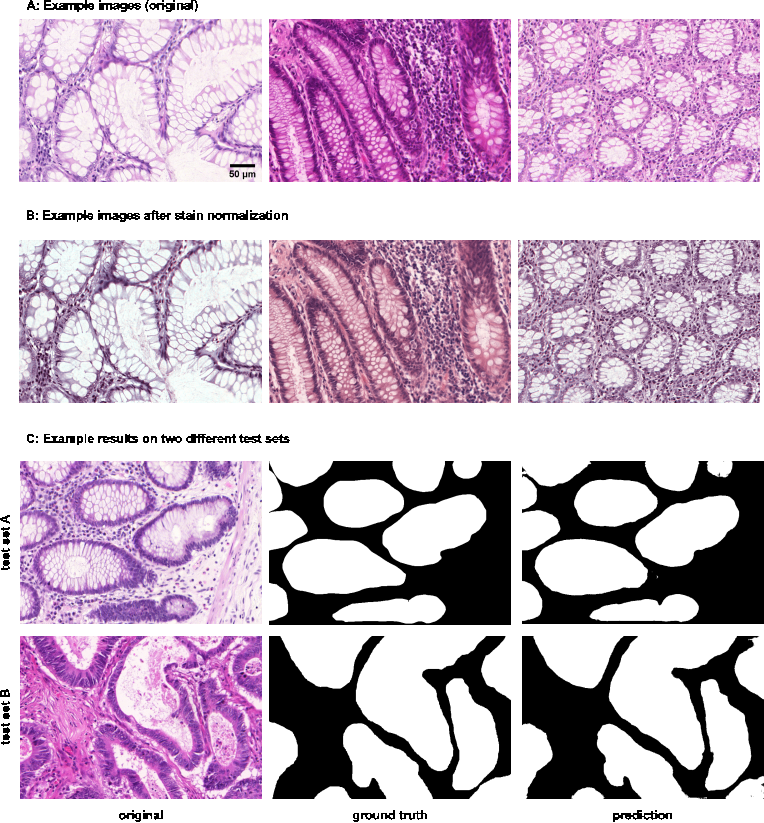 A: Example images (original)
50 µm
B: Example images after stain normalization
C: Example results on two different test sets
test set A
test set B
original
ground truth
prediction